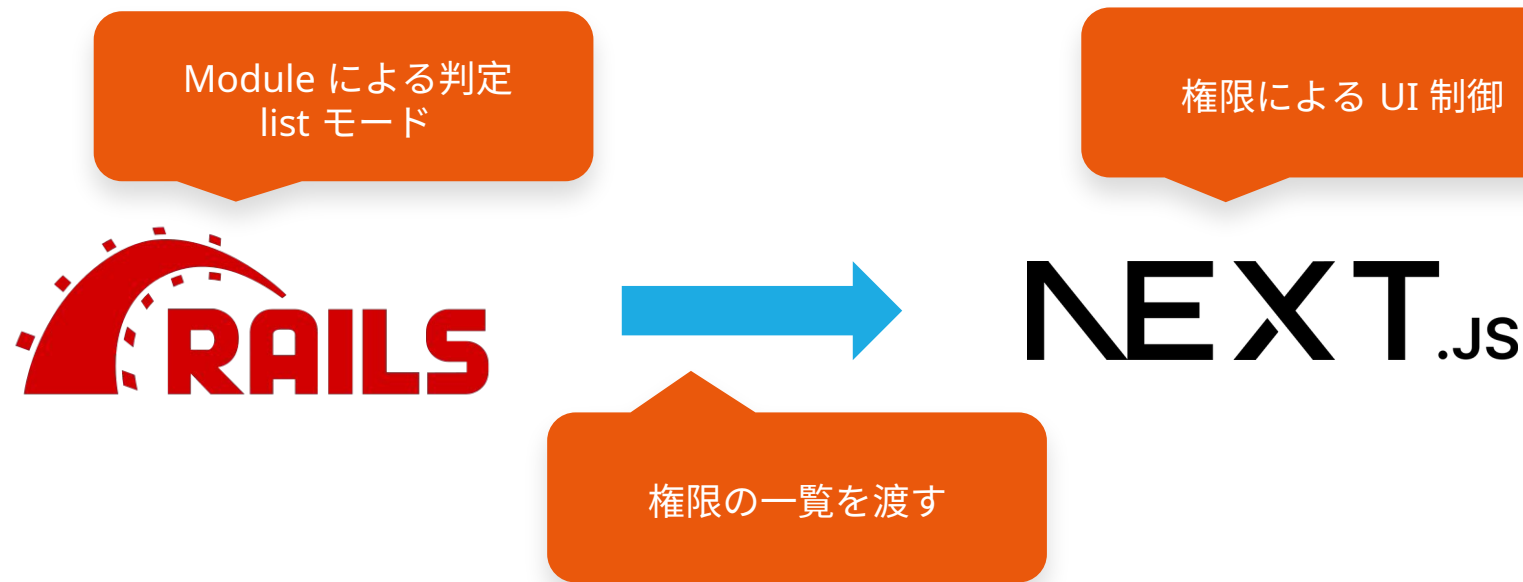 Module による判定
list モード
権限による UI 制御
RAILS
NEXT.JS
権限の一覧を渡す